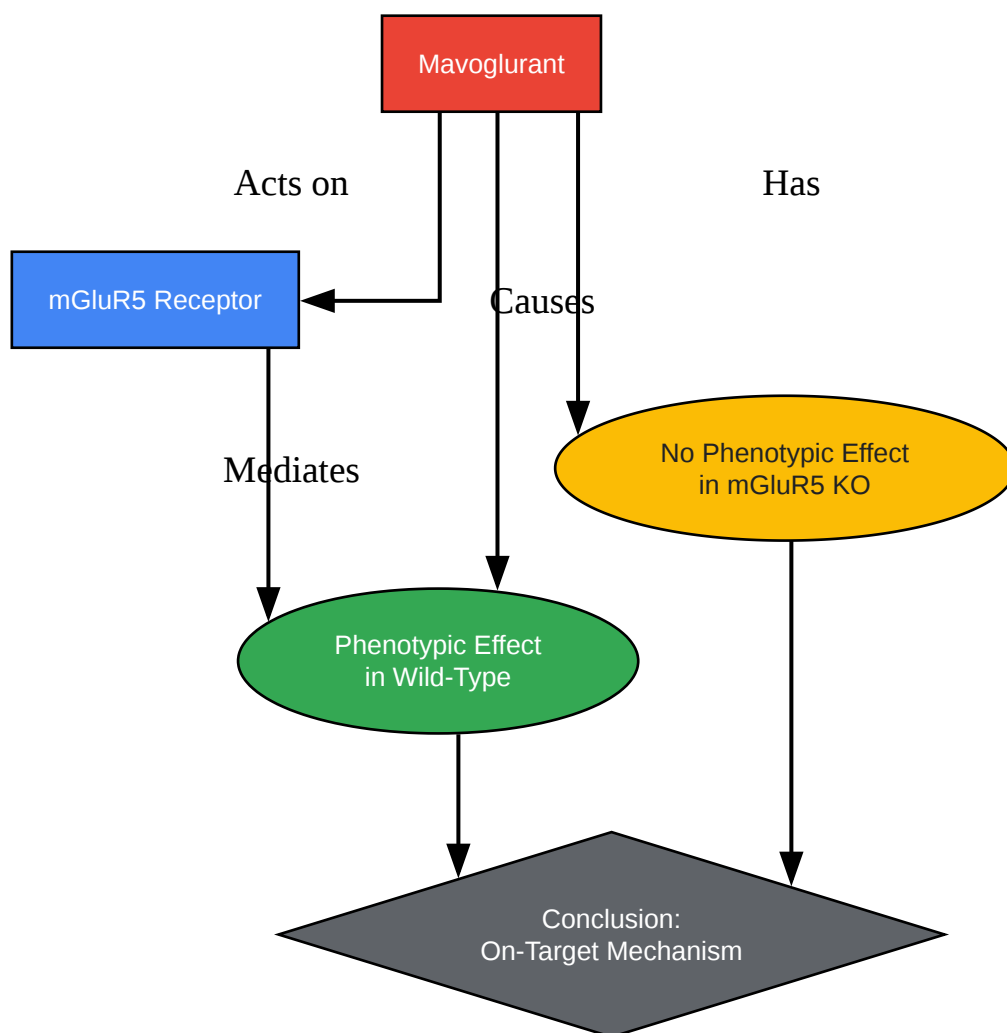 Mavoglurant
Acts on
Has
mGluR5 Receptor
Causes
No Phenotypic Effect
in mGluR5 KO
Mediates
Phenotypic Effect
in Wild-Type
Conclusion:
On-Target Mechanism